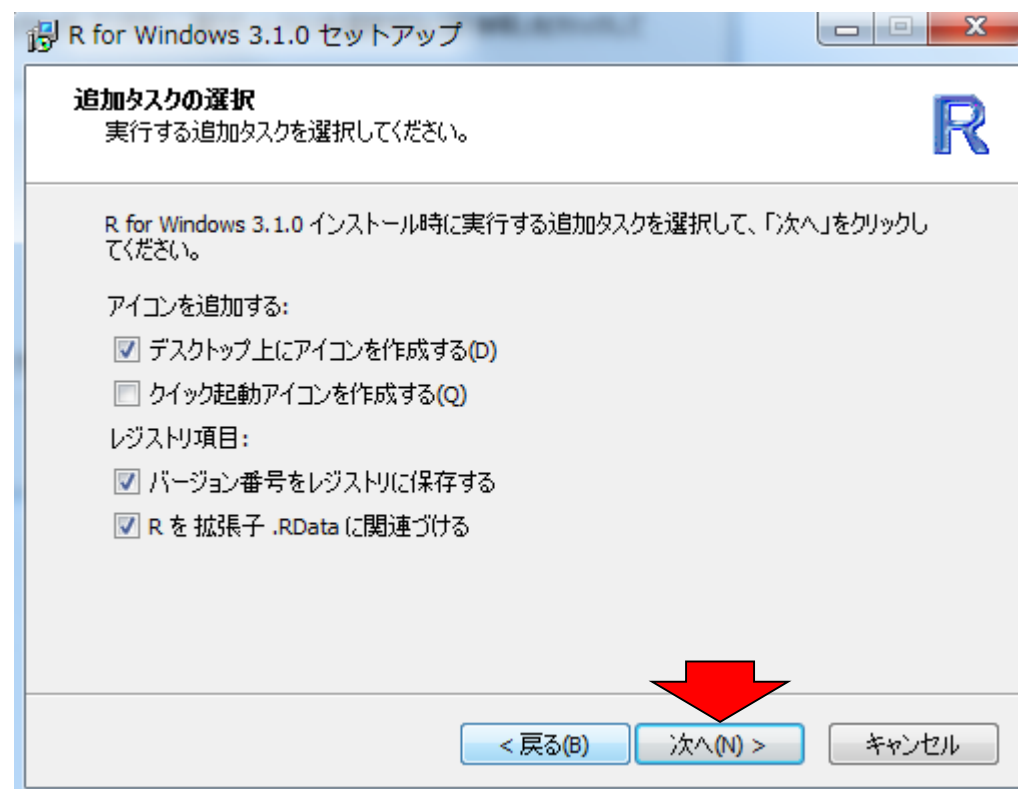 R for Windows 3.1.0 セットアップ
追加タスクの選択
実行する追加タスクを選択してください。
R
R for Windows 3.1.0 インストール時に実行する追加タスクを選択して、「次へ」をクリックし
てください。
アイコンを追加する:
デスクトップ上にアイコンを作成する(D)
クイック起動アイコンを作成する(Q)
レジストリ項目:
バージョン番号をレジストリに保存する
R を 拡張子 .RData に関連づける
< 戻る(B) 次へ(N) > キャンセル